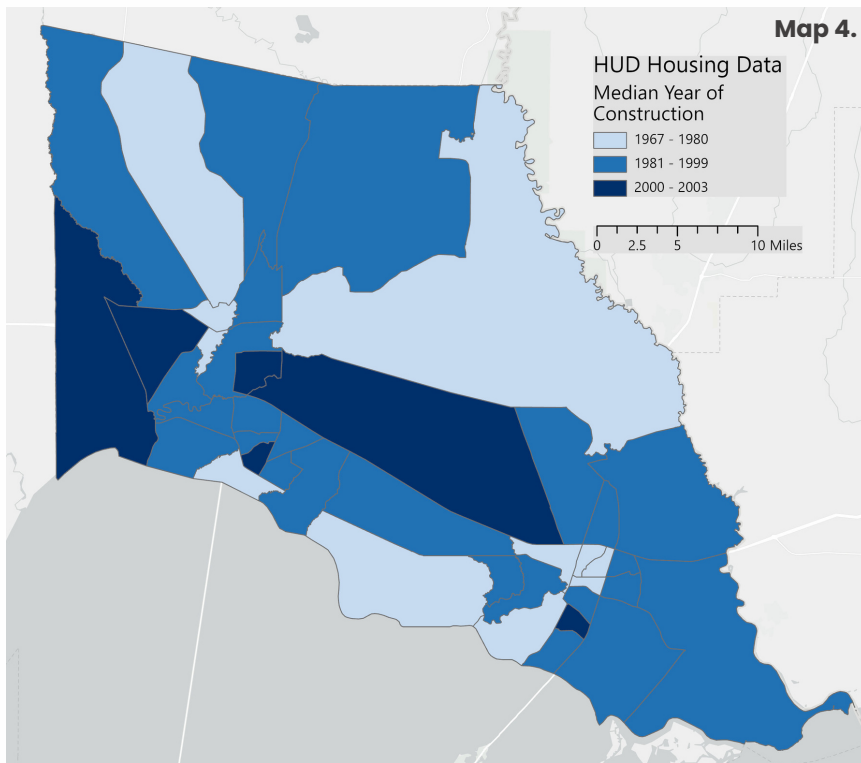 Map 4.
HUD Housing Data
Median Year of
Construction
1967 - 1980
1981 - 1999
2000 - 2003
0 2.5 5 10 Miles